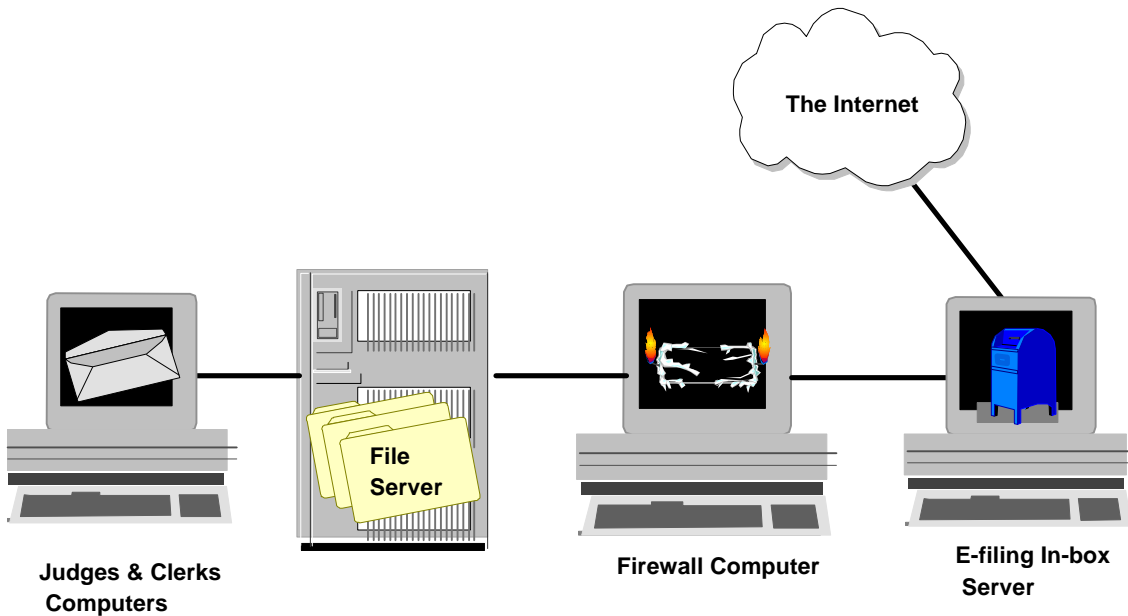 The Internet
File
Server
Judges & Clerks
Computers
Firewall Computer
E-filing In-box
Server